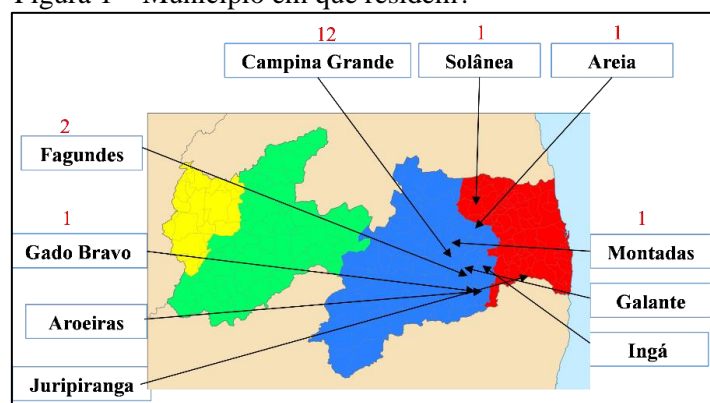 Figura 1 – Município em que residem?
12 1 1
Campina Grande Solânea Areia
2
Fagundes
1 1
Gado Bravo Montadas
Galante
Aroeiras
Ingá
Juripiranga